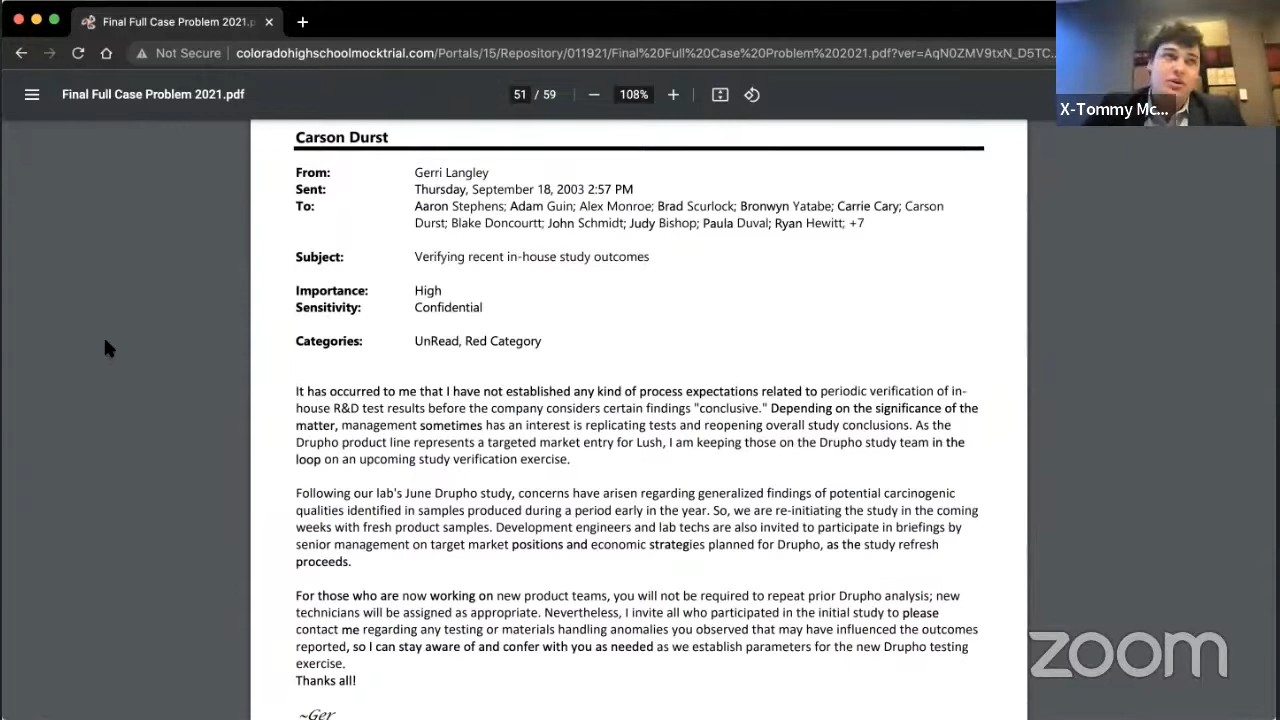 Final Full Case Problem 2021.p
Not Secure
coloradohighschoolmocktrial.com/Portals/15/Repository/011921/Final%20Full%20Case%20Problem%202021.pdf?ver=AqN0ZMV9txN_D5TC...
Final Full Case Problem 2021.pdf
51 / 59
108%
X-Tommy Mc...
Carson Durst
From: Gerri Langley
Sent: Thursday, September 18, 2003 2:57 PM
To: Aaron Stephens; Adam Guin; Alex Monroe; Brad Scurlock; Bronwyn Yatabe; Carrie Cary; Carson
Durst; Blake Doncourtt; John Schmidt; Judy Bishop; Paula Duval; Ryan Hewitt; +7
Subject: Verifying recent in-house study outcomes
Importance: High
Sensitivity: Confidential
Categories: UnRead, Red Category
It has occurred to me that I have not established any kind of process expectations related to periodic verification of in-
house R&D test results before the company considers certain findings "conclusive." Depending on the significance of the
matter, management sometimes has an interest is replicating tests and reopening overall study conclusions. As the
Drupho product line represents a targeted market entry for Lush, I am keeping those on the Drupho study team in the
loop on an upcoming study verification exercise.
Following our lab's June Drupho study, concerns have arisen regarding generalized findings of potential carcinogenic
qualities identified in samples produced during a period early in the year. So, we are re-initiating the study in the coming
weeks with fresh product samples. Development engineers and lab techs are also invited to participate in briefings by
senior management on target market positions and economic strategies planned for Drupho, as the study refresh
proceeds.
For those who are now working on new product teams, you will not be required to repeat prior Drupho analysis; new
technicians will be assigned as appropriate. Nevertheless, I invite all who participated in the initial study to please
contact me regarding any testing or materials handling anomalies you observed that may have influenced the outcomes
reported, so I can stay aware of and confer with you as needed as we establish parameters for the new Drupho testing
exercise.
Thanks all!
~Ger
zoom